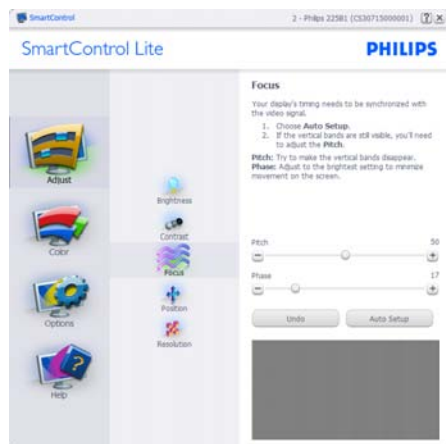 SmartControl
2 - Philips 225B1 (CS30715000001)
SmartControl Lite
PHILIPS
Adjust
Color
Options
Help
Brightness
Contrast
Focus
Position
Resolution
Focus
Your display's timing needs to be synchronized with
the video signal.
1. Choose Auto Setup.
2. If the vertical bands are still visible, you'll need
to adjust the Pitch.
Pitch: Try to make the vertical bands disappear.
Phase: Adjust to the brightest setting to minimize
movement on the screen.
Pitch 50
Phase 17
Undo
Auto Setup